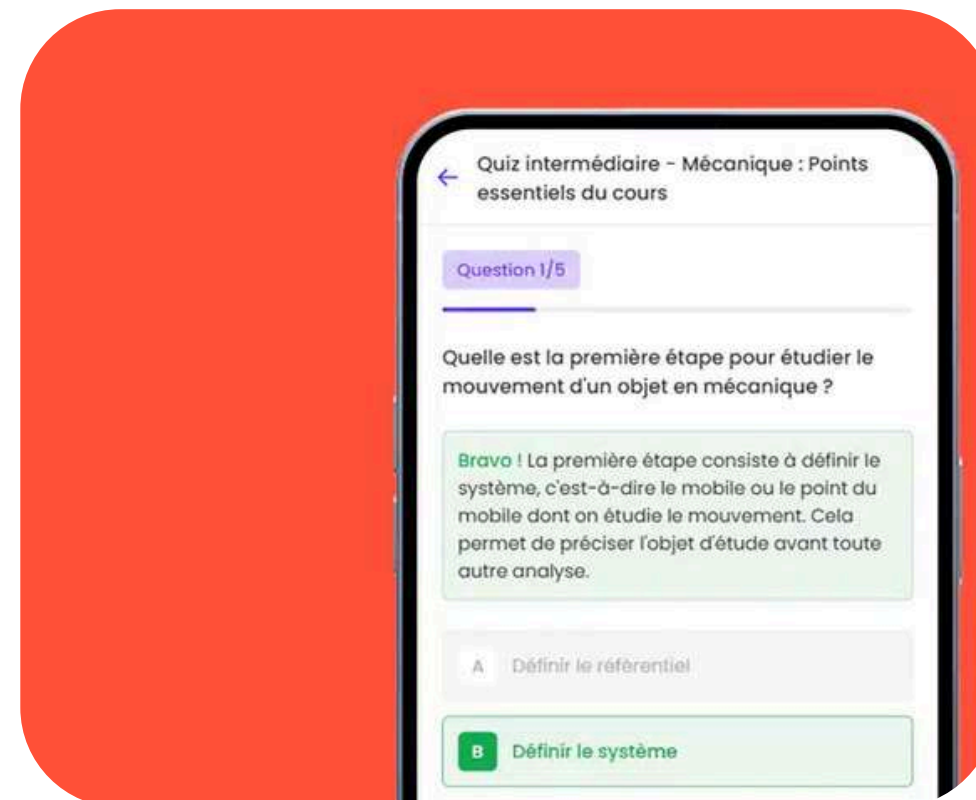 ← Quiz intermédiaire - Mécanique : Points
essentiels du cours
Question 1/5
Quelle est la première étape pour étudier le
mouvement d'un objet en mécanique ?
Bravo ! La première étape consiste à définir le
système, c'est-à-dire le mobile ou le point du
mobile dont on étudie le mouvement. Cela
permet de préciser l'objet d'étude avant toute
autre analyse.
A Définir le référentiel
B Définir le système